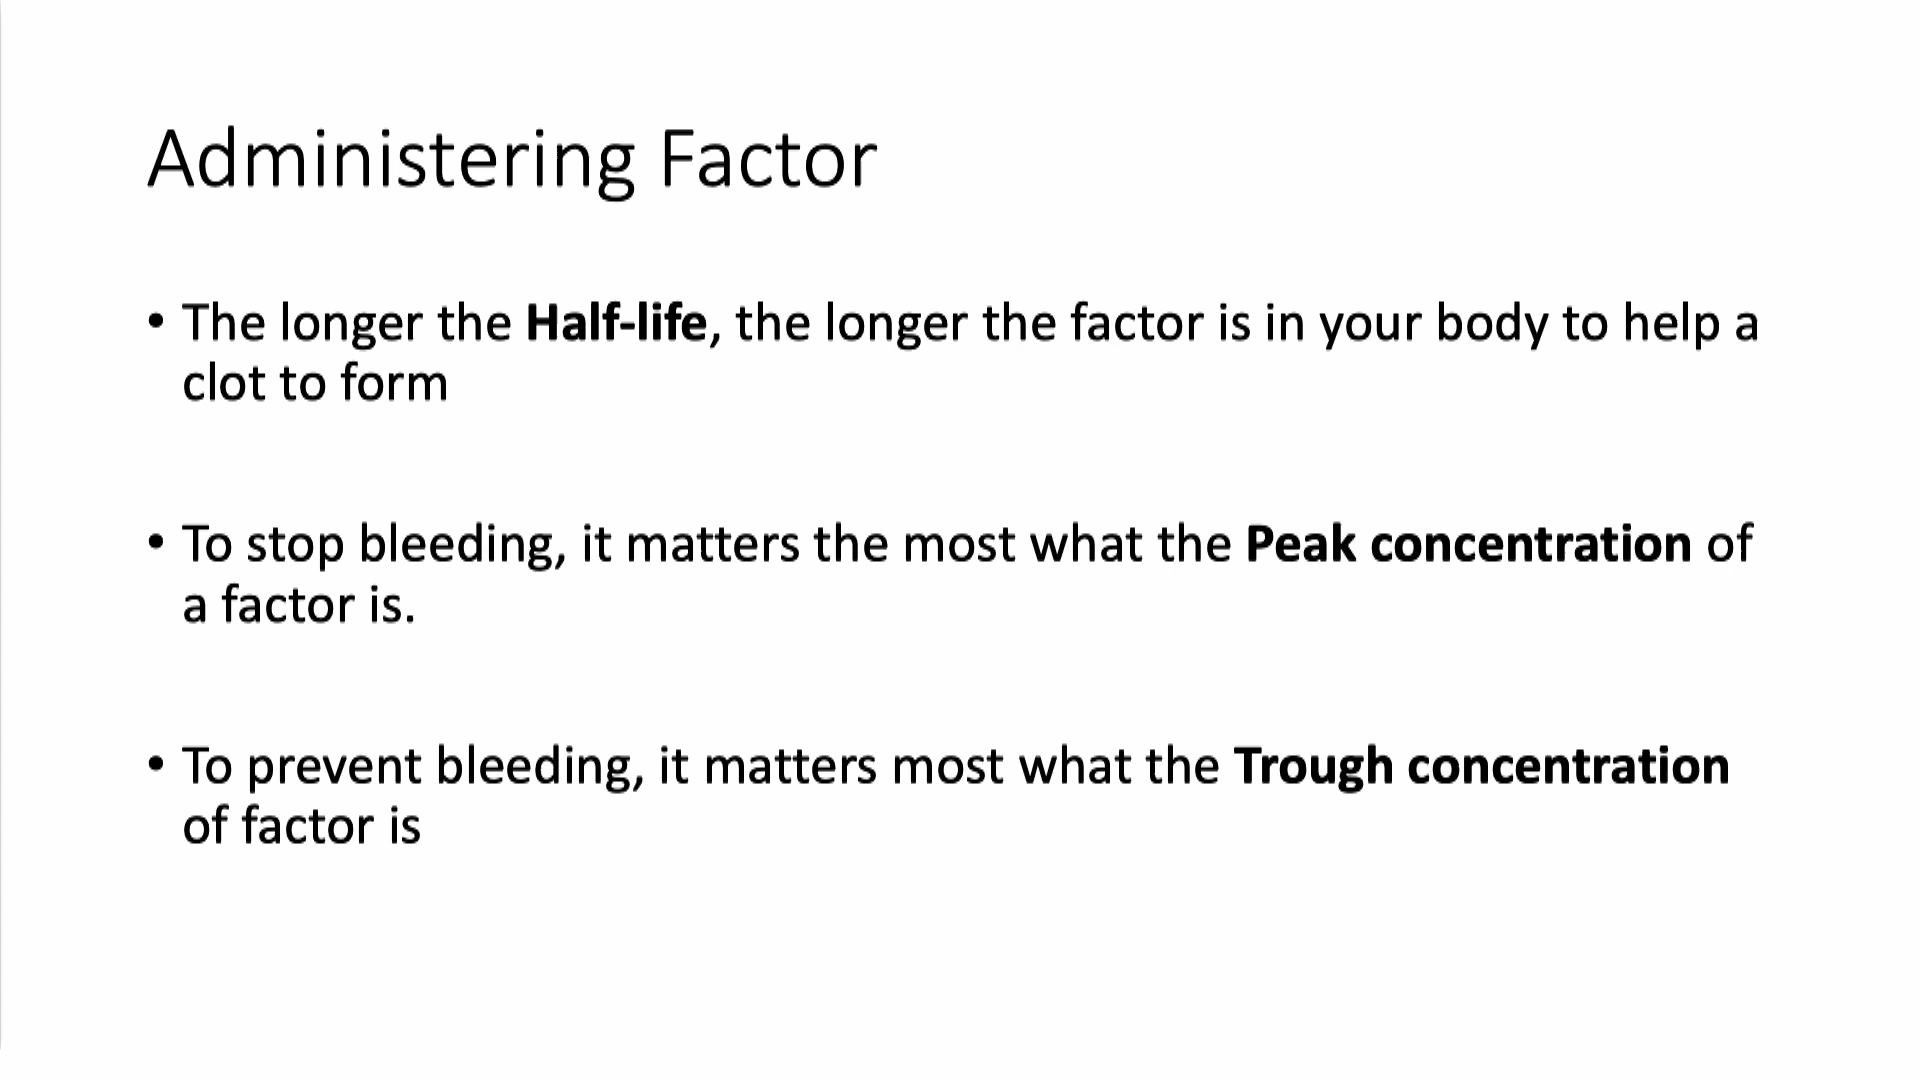 Administering Factor
• The longer the Half-life, the longer the factor is in your body to help a
clot to form
• To stop bleeding, it matters the most what the Peak concentration of
a factor is.
• To prevent bleeding, it matters most what the Trough concentration
of factor is